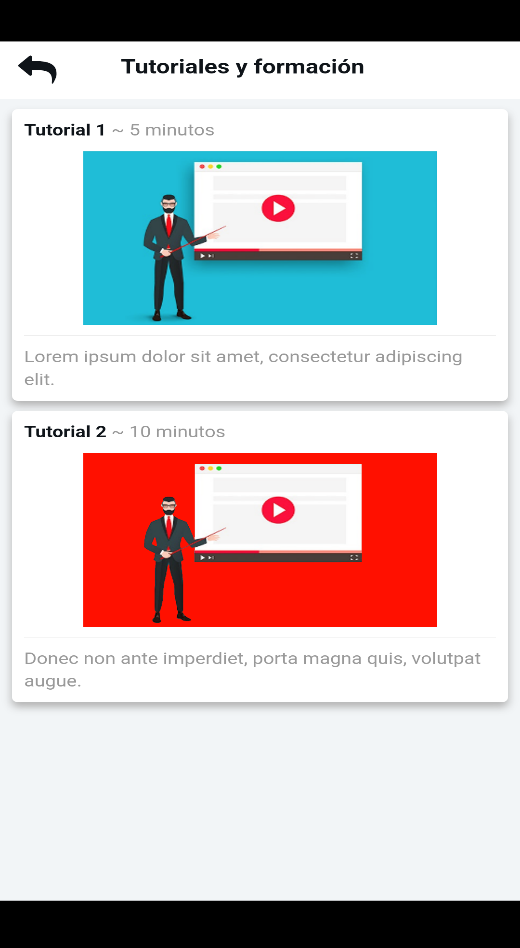 Tutoriales y formación
Tutorial 1 ~ 5 minutos
Lorem ipsum dolor sit amet, consectetur adipiscing
elit.
Tutorial 2 ~ 10 minutos
Donec non ante imperdiet, porta magna quis, volutpat
augue.